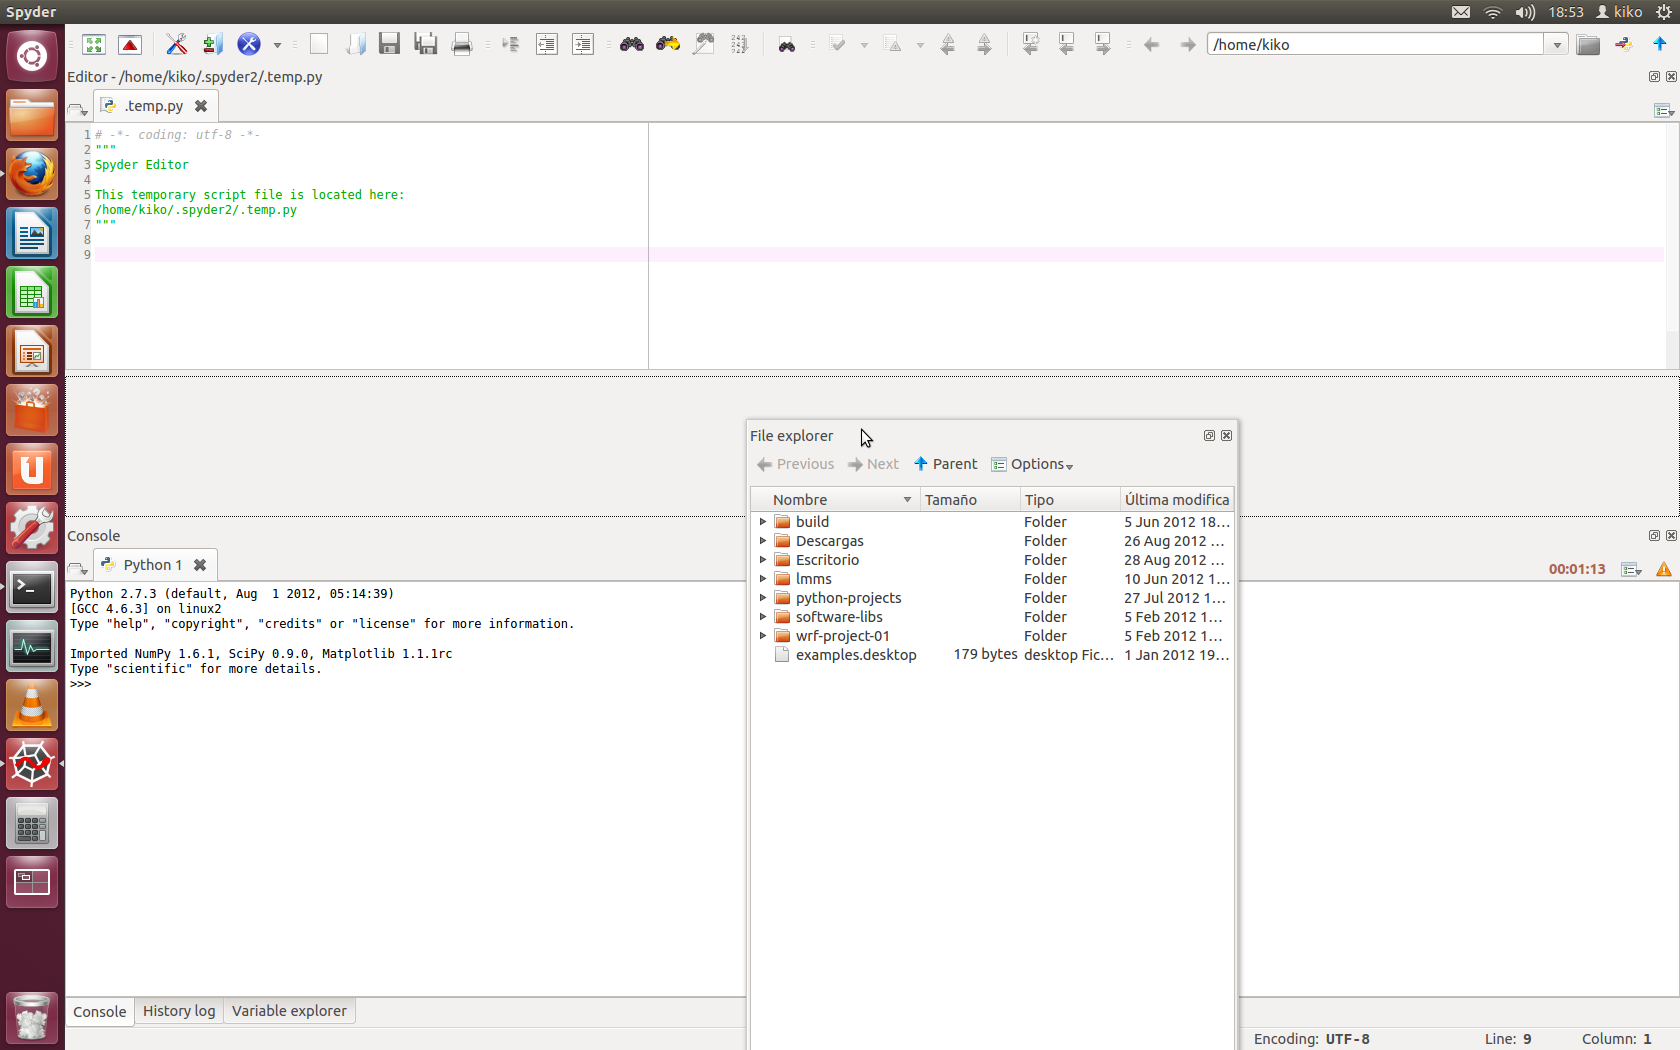 Spyder
18:53
kiko
/home/kiko
Editor - /home/kiko/.spyder2/.temp.py
.temp.py
1 # -*- coding: utf-8 -*-
2 """
3 Spyder Editor
4
5 This temporary script file is located here:
6 /home/kiko/.spyder2/.temp.py
7 """
8
9
File explorer
Previous Next Parent Options
Nombre Tamaño Tipo Última modifica
build Folder 5 Jun 2012 18...
Descargas Folder 26 Aug 2012 ...
Escritorio Folder 28 Aug 2012 ...
lmms Folder 10 Jun 2012 1...
python-projects Folder 27 Jul 2012 1...
software-libs Folder 5 Feb 2012 1...
wrf-project-01 Folder 5 Feb 2012 1...
examples.desktop 179 bytes desktop Fic... 1 Jan 2012 19...
Console
Python 1
00:01:13
Python 2.7.3 (default, Aug  1 2012, 05:14:39)
[GCC 4.6.3] on linux2
Type "help", "copyright", "credits" or "license" for more information.
Imported NumPy 1.6.1, SciPy 0.9.0, Matplotlib 1.1.1rc
Type "scientific" for more details.
>>>
Console History log Variable explorer
Encoding: UTF-8 Line: 9 Column: 1